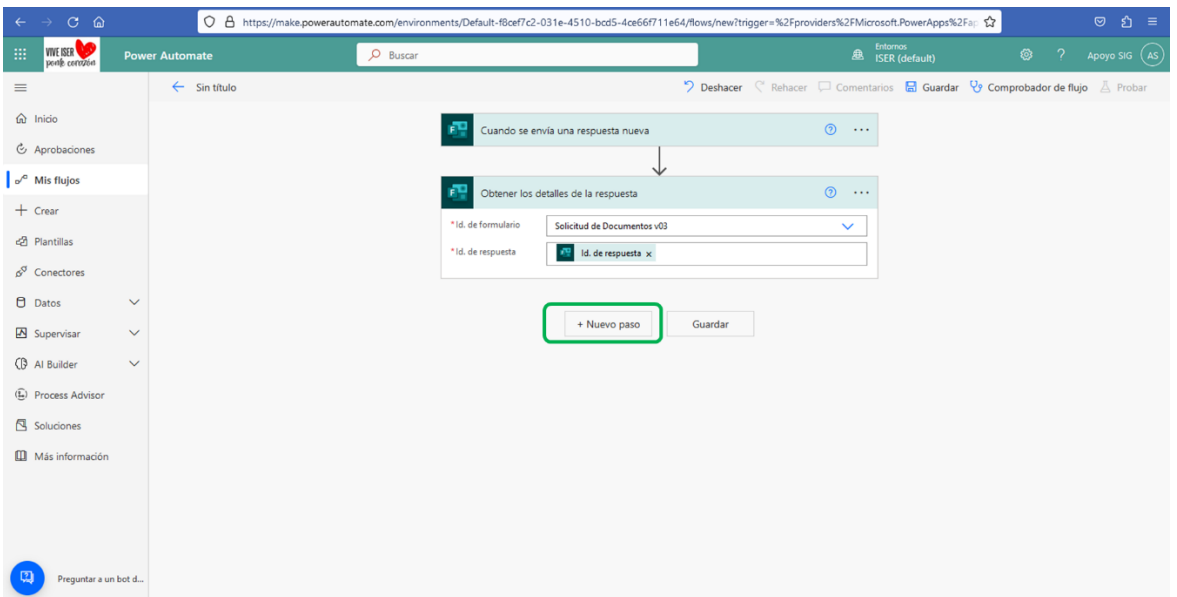 https://make.powerautomate.com/environments/Default-f8cef7c2-031e-4510-bcd5-4ce66f711e64/flows/new?trigger=%2Fproviders%2FMicrosoft.PowerApps%2Fap
VIVE ISER
ponle corazón
Power Automate
Buscar
Entornos
ISER (default)
?
Apoyo SIG
AS
Sin título
Deshacer
Rehacer
Comentarios
Guardar
Comprobador de flujo
Probar
Inicio
Aprobaciones
Mis flujos
Crear
Plantillas
Conectores
Datos
Supervisar
AI Builder
Process Advisor
Soluciones
Más información
Preguntar a un bot d...
Cuando se envía una respuesta nueva
Obtener los detalles de la respuesta
*Id. de formulario
Solicitud de Documentos v03
*Id. de respuesta
Id. de respuesta x
+ Nuevo paso
Guardar